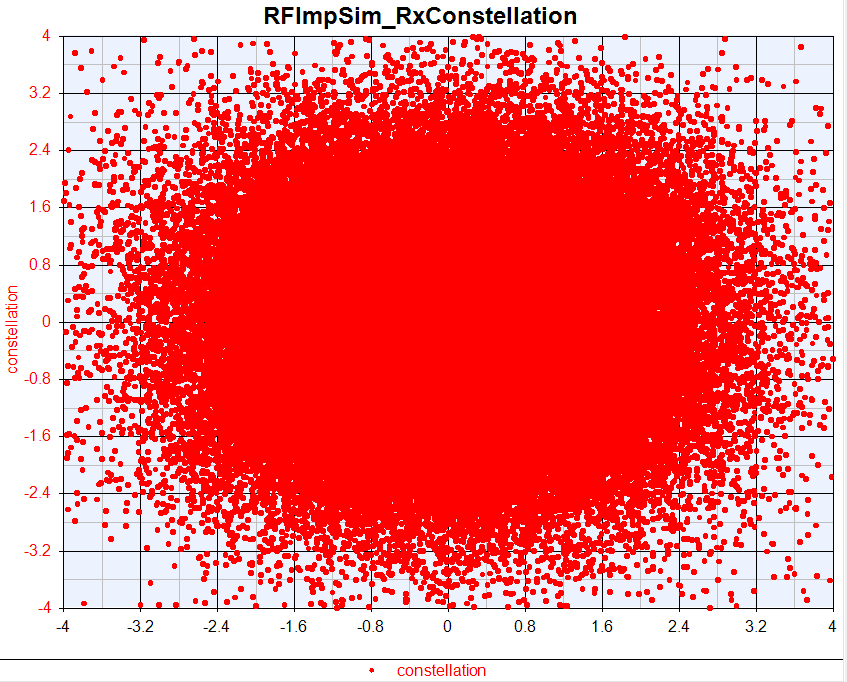 RFImpSim_RxConstellation
4
3.2
2.4
1.6
0.8
0
-0.8
-1.6
-2.4
-3.2
-4
constellation
-4 -3.2 -2.4 -1.6 -0.8 0 0.8 1.6 2.4 3.2 4
constellation